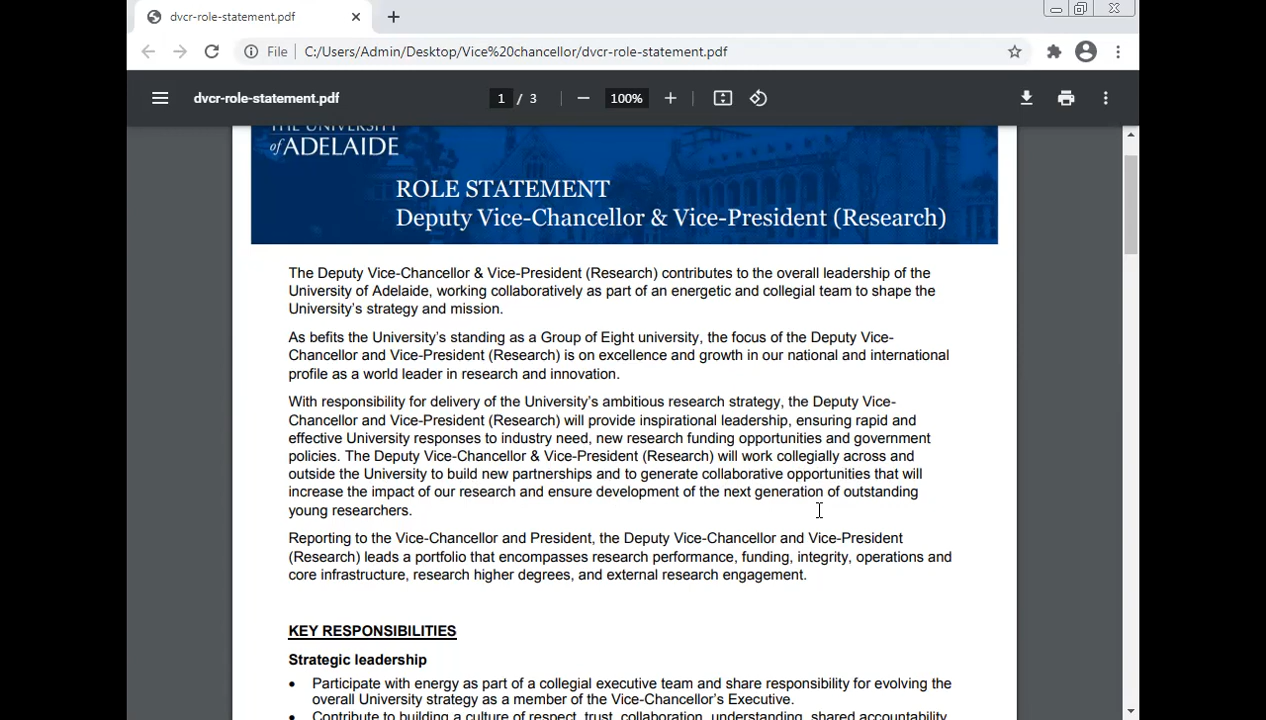 dvcr-role-statement.pdf
File C:/Users/Admin/Desktop/Vice%20chancellor/dvcr-role-statement.pdf
dvcr-role-statement.pdf 1 / 3 100%
THE UNIVERSITY
of ADELAIDE
ROLE STATEMENT
Deputy Vice-Chancellor & Vice-President (Research)
The Deputy Vice-Chancellor & Vice-President (Research) contributes to the overall leadership of the
University of Adelaide, working collaboratively as part of an energetic and collegial team to shape the
University's strategy and mission.
As befits the University's standing as a Group of Eight university, the focus of the Deputy Vice-
Chancellor and Vice-President (Research) is on excellence and growth in our national and international
profile as a world leader in research and innovation.
With responsibility for delivery of the University's ambitious research strategy, the Deputy Vice-
Chancellor and Vice-President (Research) will provide inspirational leadership, ensuring rapid and
effective University responses to industry need, new research funding opportunities and government
policies. The Deputy Vice-Chancellor & Vice-President (Research) will work collegially across and
outside the University to build new partnerships and to generate collaborative opportunities that will
increase the impact of our research and ensure development of the next generation of outstanding
young researchers.
Reporting to the Vice-Chancellor and President, the Deputy Vice-Chancellor and Vice-President
(Research) leads a portfolio that encompasses research performance, funding, integrity, operations and
core infrastructure, research higher degrees, and external research engagement.
KEY RESPONSIBILITIES
Strategic leadership
• Participate with energy as part of a collegial executive team and share responsibility for evolving the
overall University strategy as a member of the Vice-Chancellor's Executive.
• Contribute to building a culture of respect, trust, collaboration, understanding, shared accountability